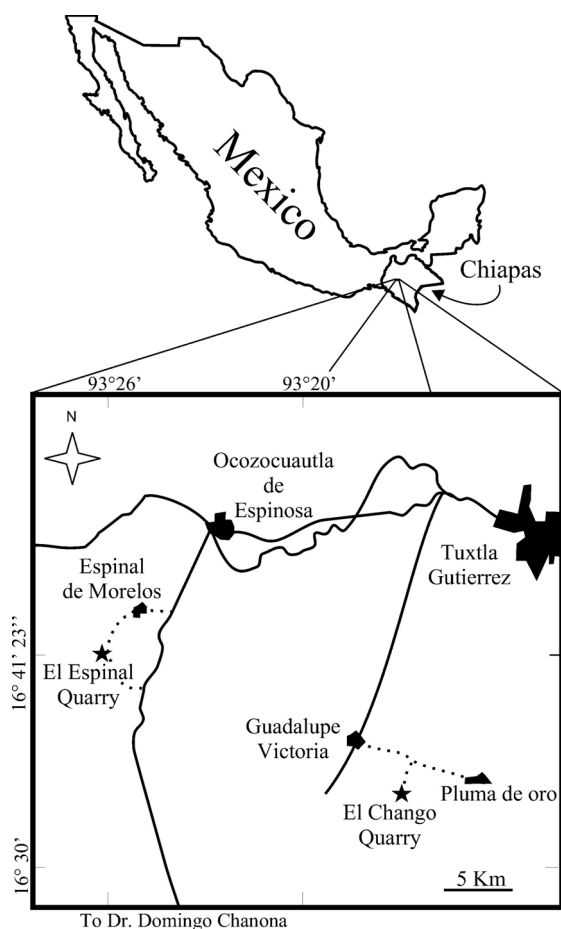 Mexico
Chiapas
93°26’
93°20’
N
Ocozocuautla
de
Espinosa
Tuxtla
Gutierrez
Espinal
de Morelos
16° 41’ 23’’
El Espinal
Quarry
Guadalupe
Victoria
Pluma de oro
El Chango
Quarry
16° 30’
5 Km
To Dr. Domingo Chanona